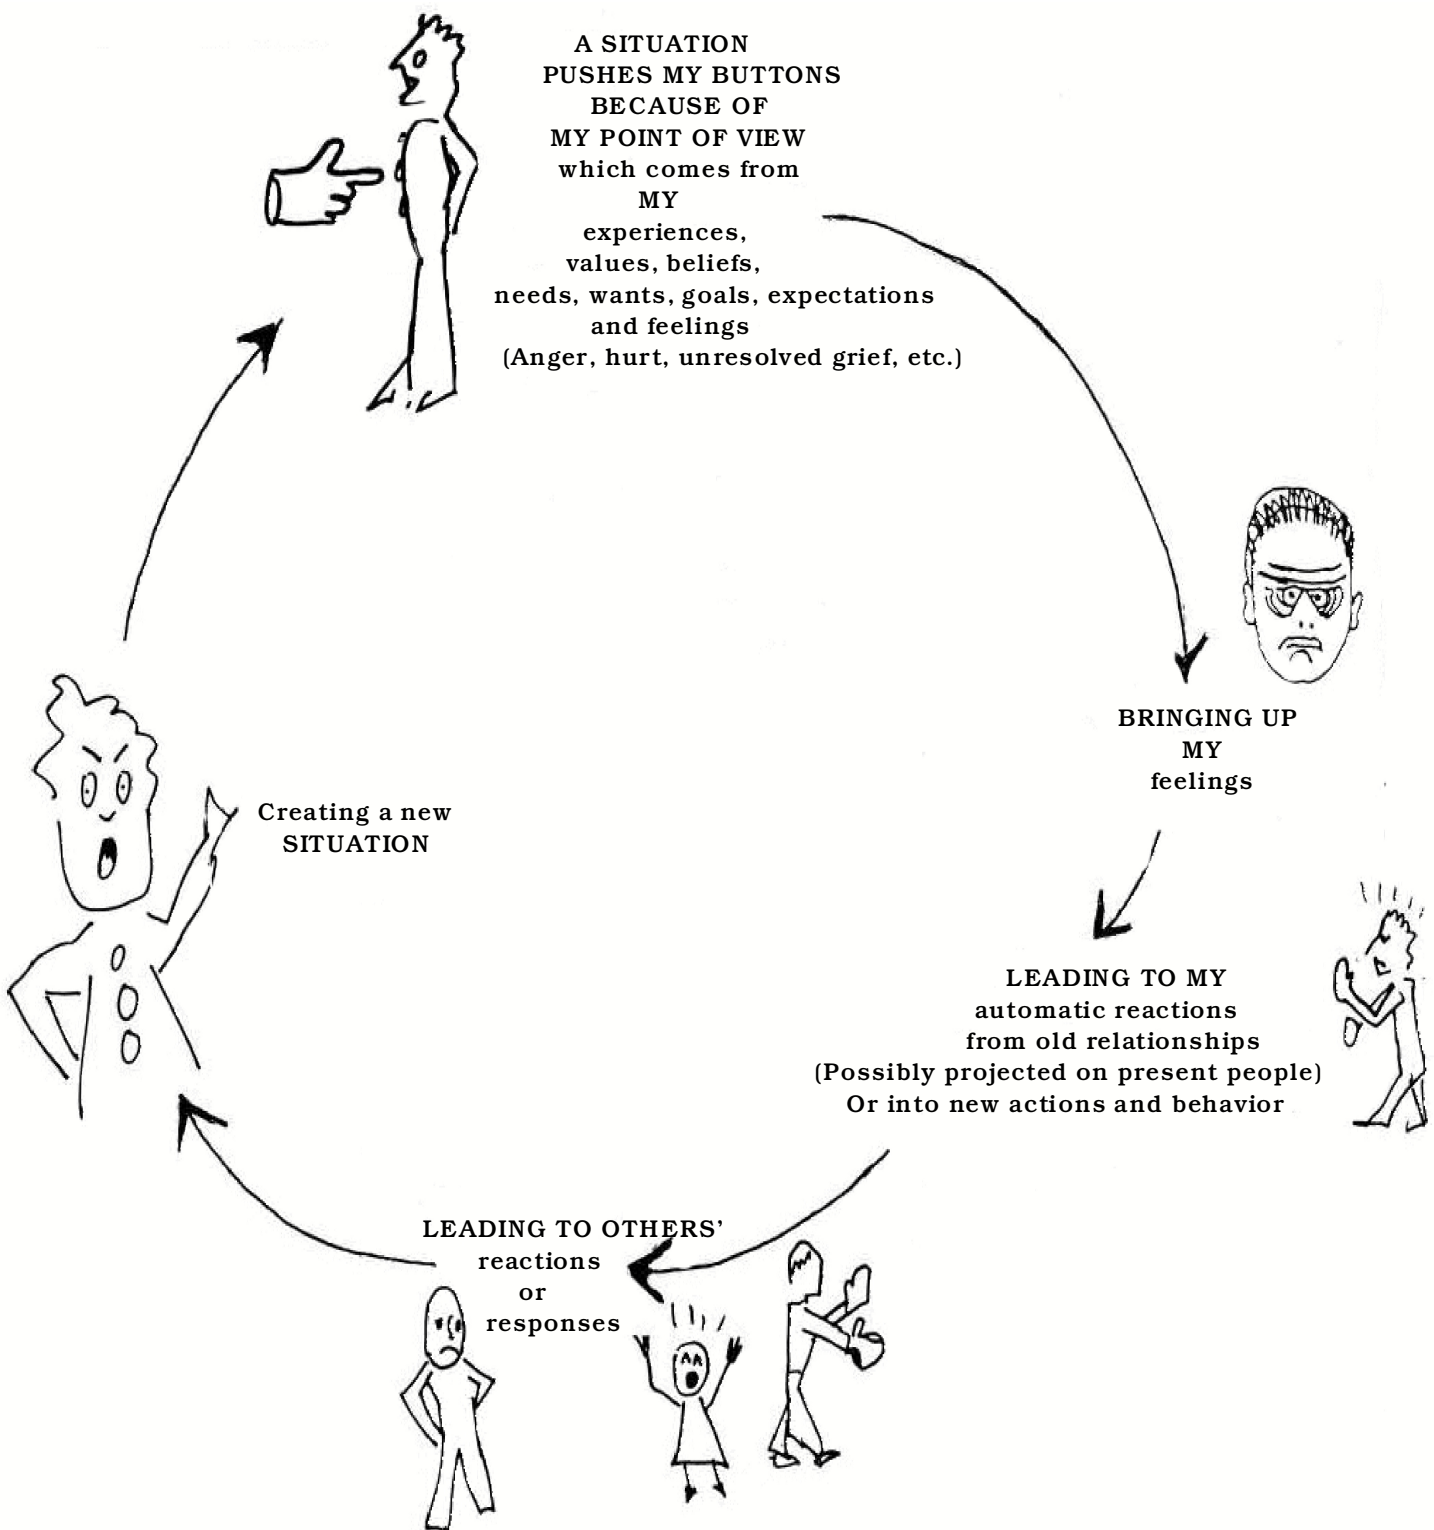 A SITUATION
PUSHES MY BUTTONS
BECAUSE OF
MY POINT OF VIEW
which comes from
MY
experiences,
values, beliefs,
needs, wants, goals, expectations
and feelings
(Anger, hurt, unresolved grief, etc.)
BRINGING UP
MY
feelings
LEADING TO MY
automatic reactions
from old relationships
(Possibly projected on present people)
Or into new actions and behavior
LEADING TO OTHERS'
reactions
or
responses
Creating a new
SITUATION